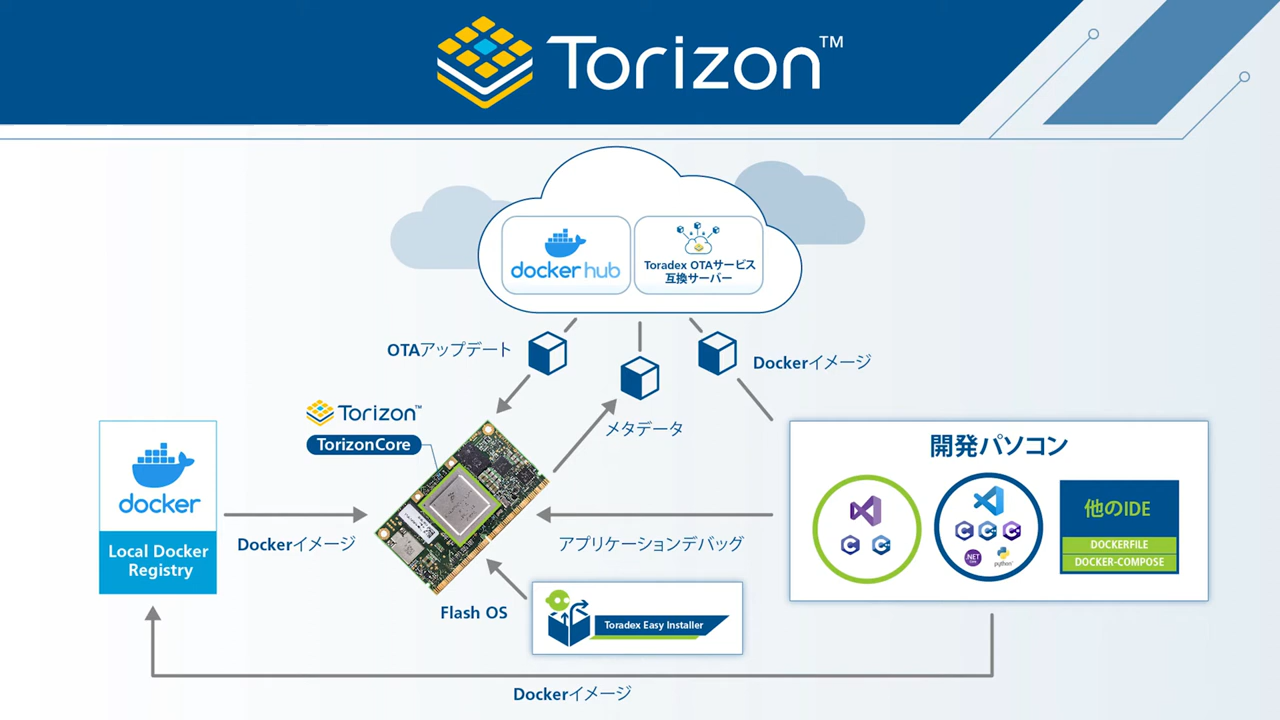 Torizon™
docker hub
Toradex OTAサービス
互換サーバー
OTAアップデート
Dockerイメージ
メタデータ
Torizon™
TorizonCore
開発パソコン
docker
Local Docker
Registry
Dockerイメージ
アプリケーションデバッグ
他のIDE
DOCKERFILE
DOCKER-COMPOSE
.NET
python
Flash OS
Toradex Easy Installer
Dockerイメージ